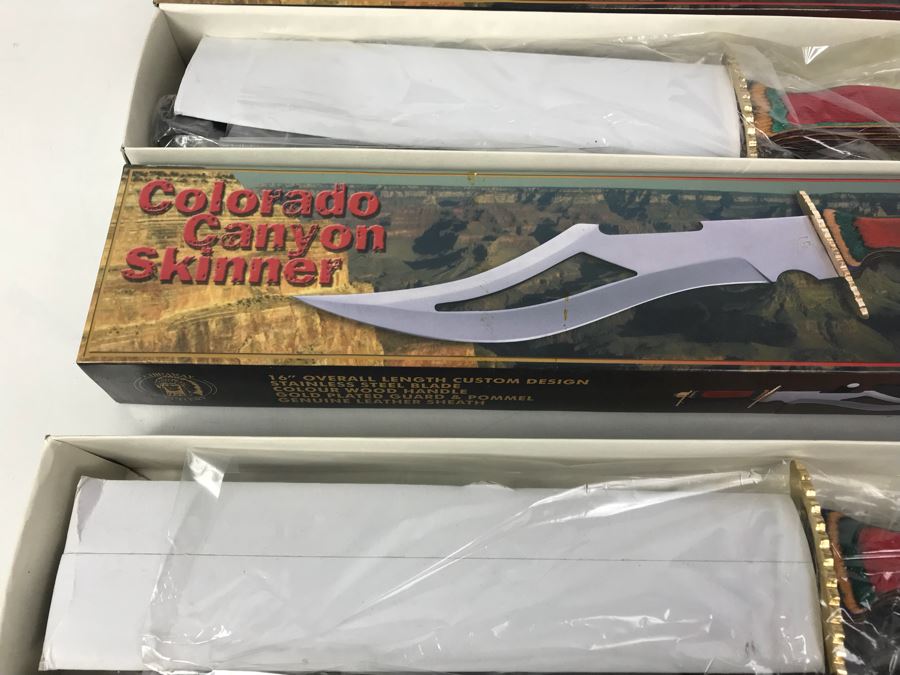 Colorado
Canyon
Skinner
16" OVERALL LENGTH CUSTOM DESIGN
STAINLESS STEEL BLADE
COLOUR WOOD HANDLE
GOLD PLATED GUARD & POMMEL
GENUINE LEATHER SHEATH